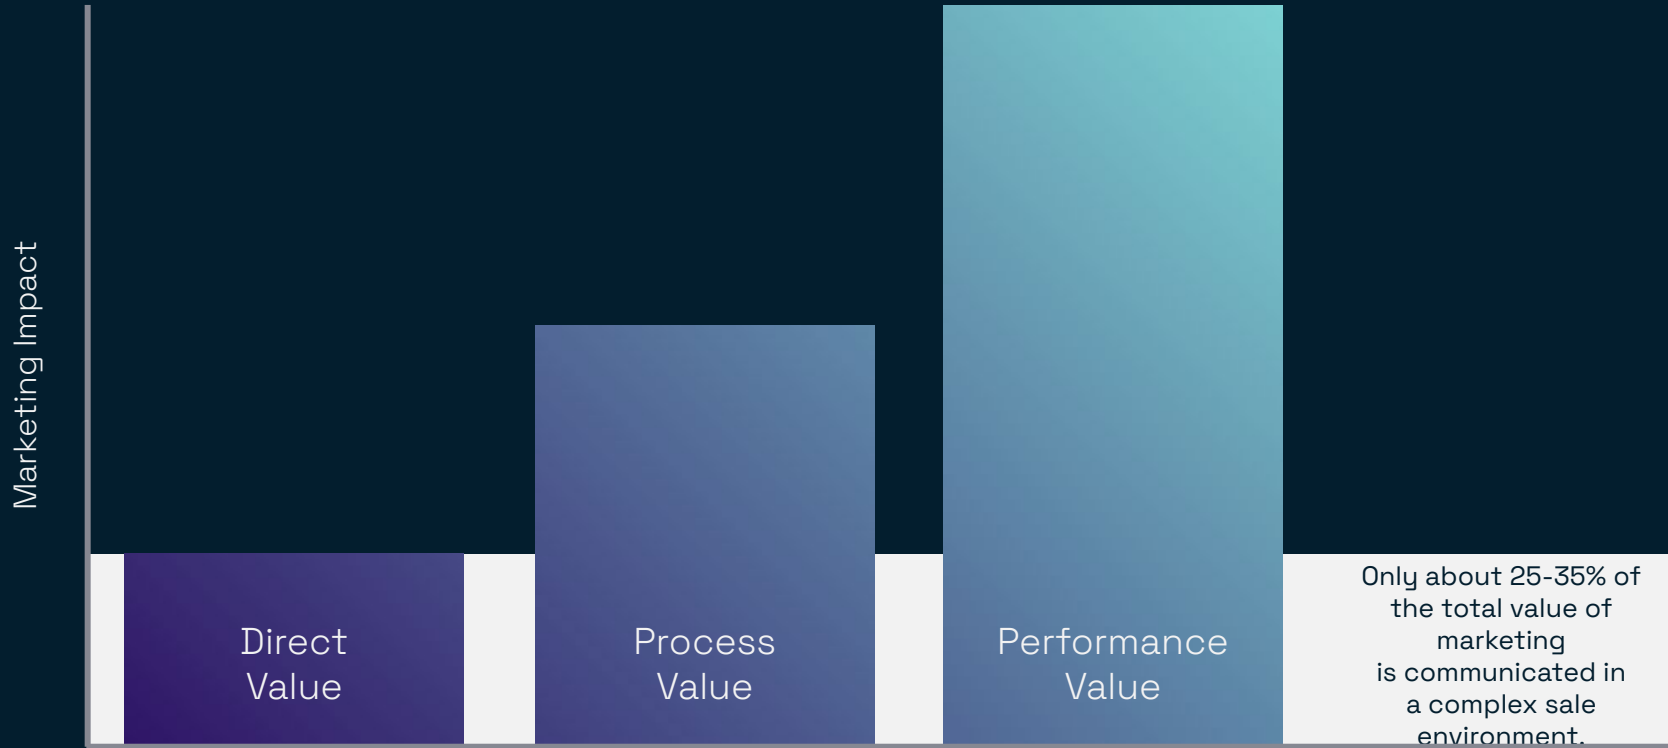 Marketing Impact
Direct
Value
Process
Value
Performance
Value
Only about 25-35% of
the total value of
marketing
is communicated in
a complex sale
environment.